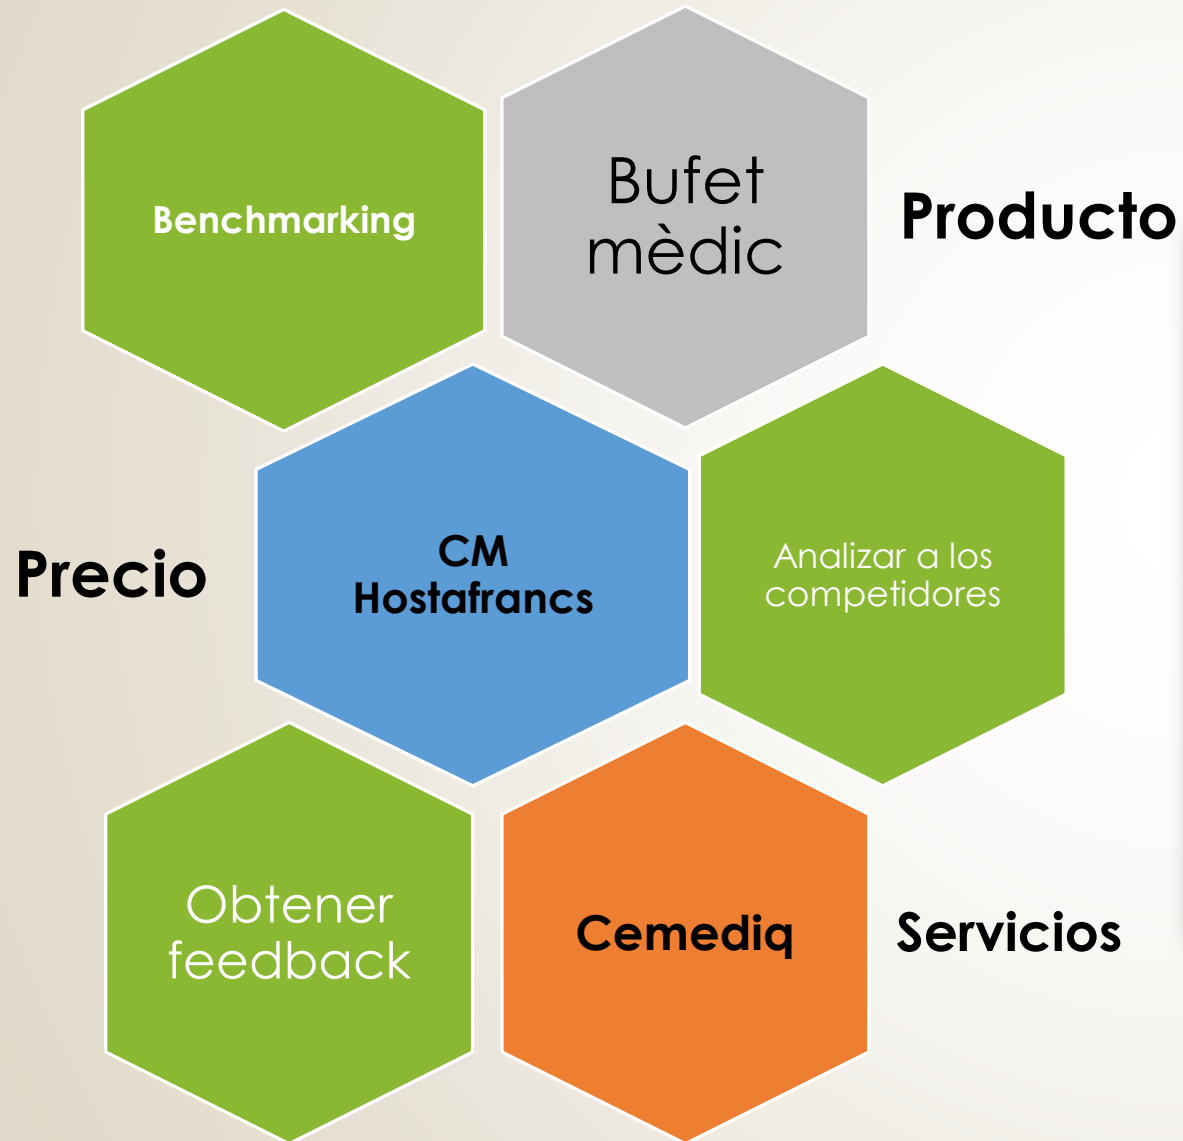 Benchmarking
Bufet
mèdic
Producto
Precio
CM
Hostafrancs
Analizar a los
competidores
Obtener
feedback
Cemediq
Servicios